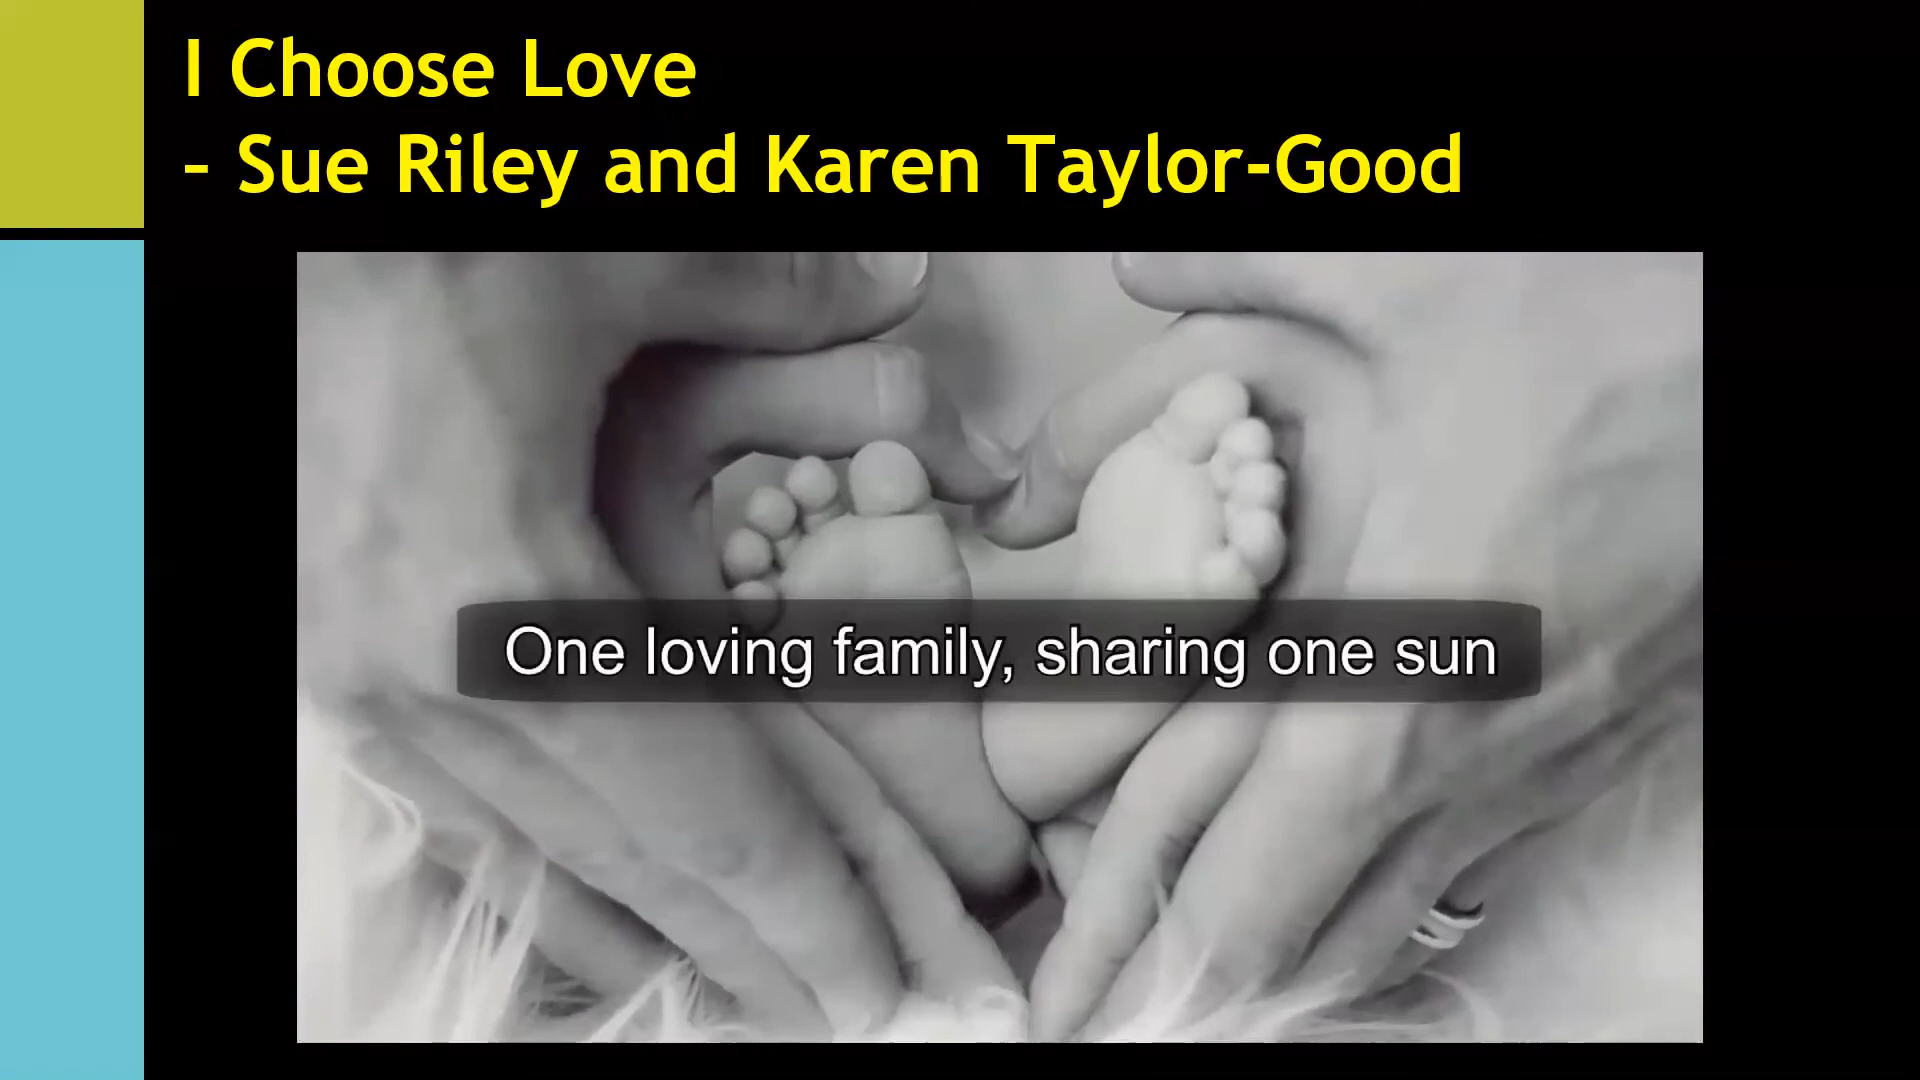 I Choose Love
– Sue Riley and Karen Taylor-Good
One loving family, sharing one sun